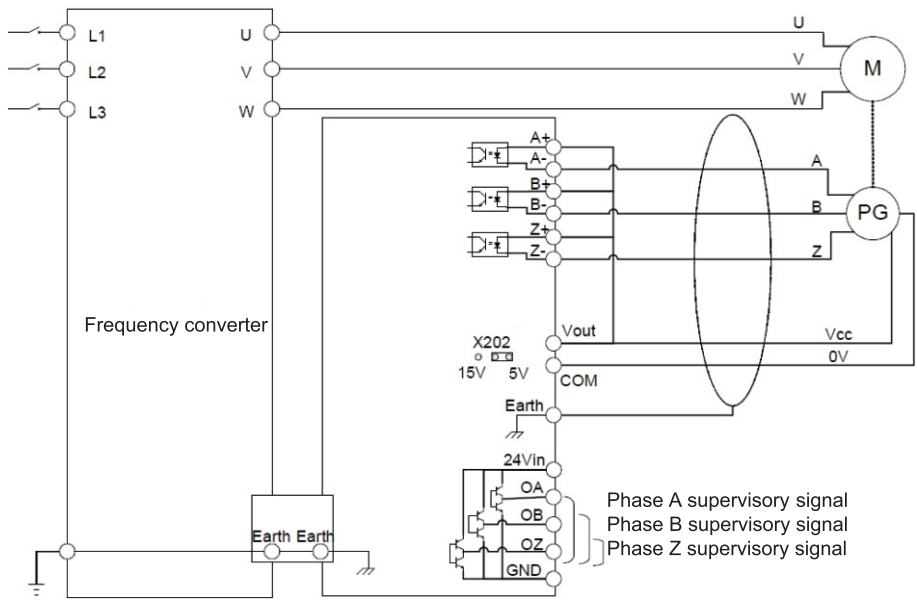 L1
L2
L3
U
V
W
U
V
W
M
A+
A-
B+
B-
Z+
Z-
A
B
Z
PG
Frequency converter
Vout
X202
15V 5V
COM
Vcc
0V
Earth
24Vin
OA
OB
OZ
GND
Phase A supervisory signal
Phase B supervisory signal
Phase Z supervisory signal
Earth Earth